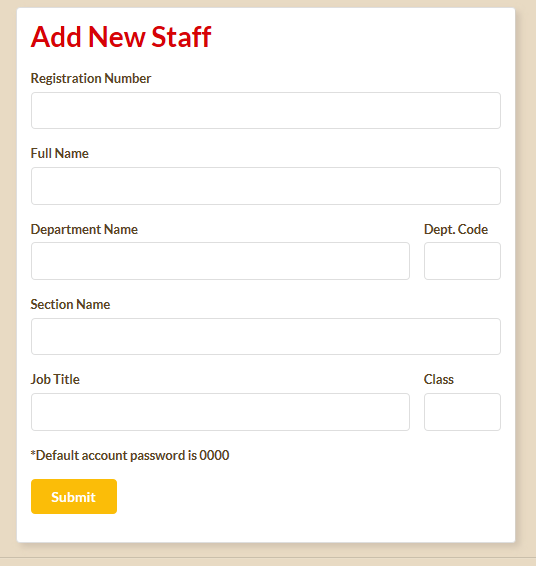 Add New Staff
Registration Number
Full Name
Department Name Dept. Code
Section Name
Job Title Class
*Default account password is 0000
Submit